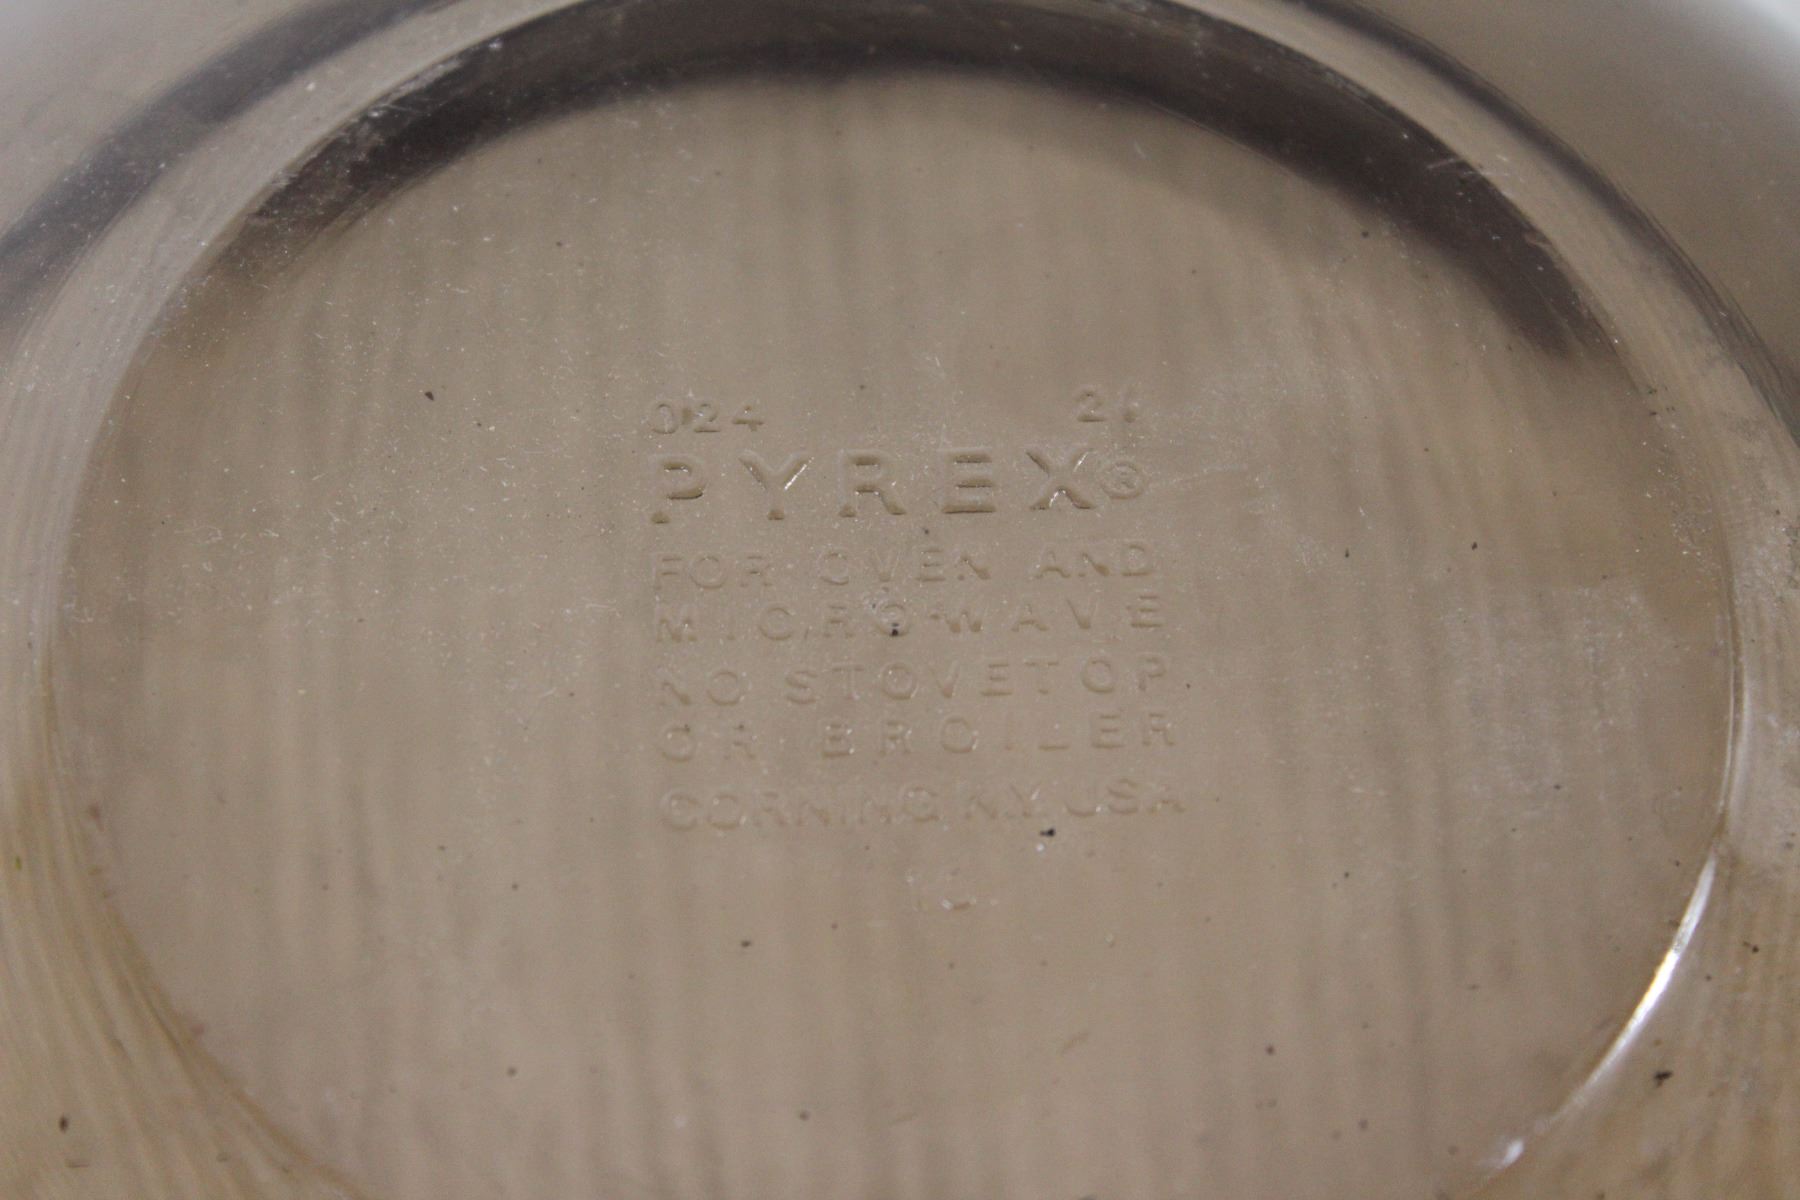 024
PYREX®
FOR OVEN AND
MICROWAVE
NO STOVETOP
OR BROILER
CORNING N.Y. USA